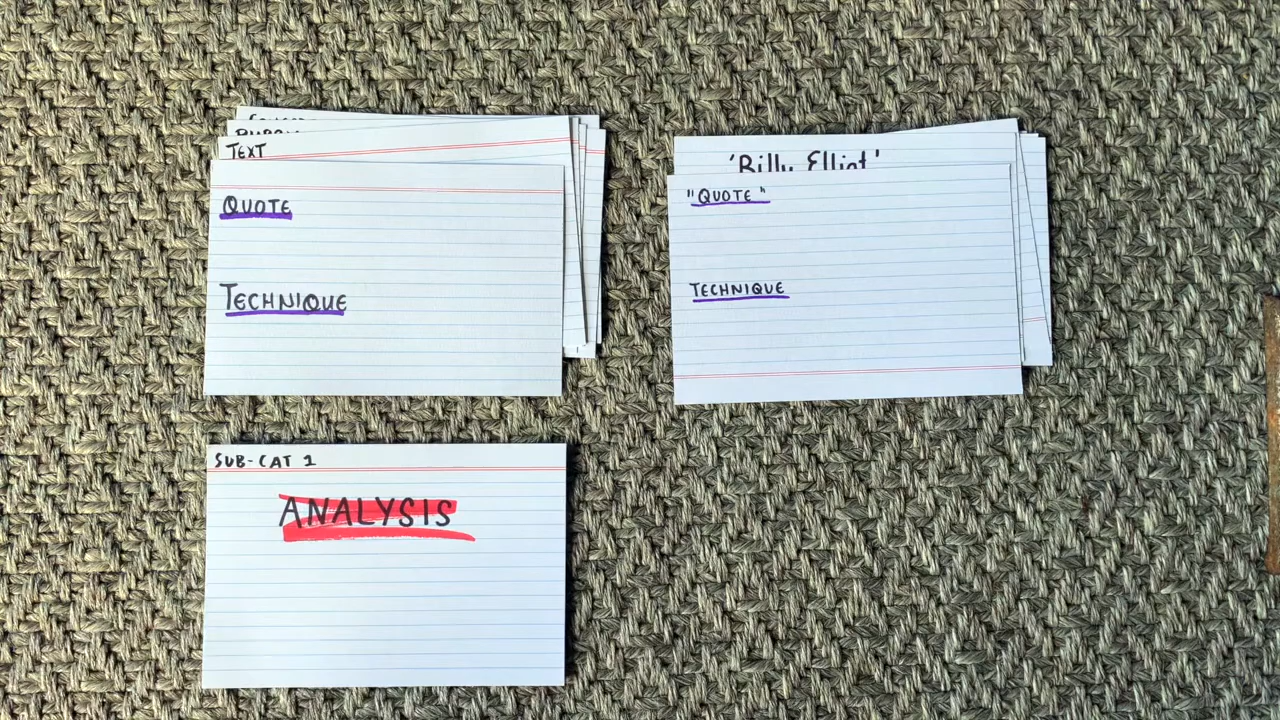 TEXT
QUOTE
TECHNIQUE
'Billy Elliot'
"QUOTE"
TECHNIQUE
SUB-CAT 1
ANALYSIS